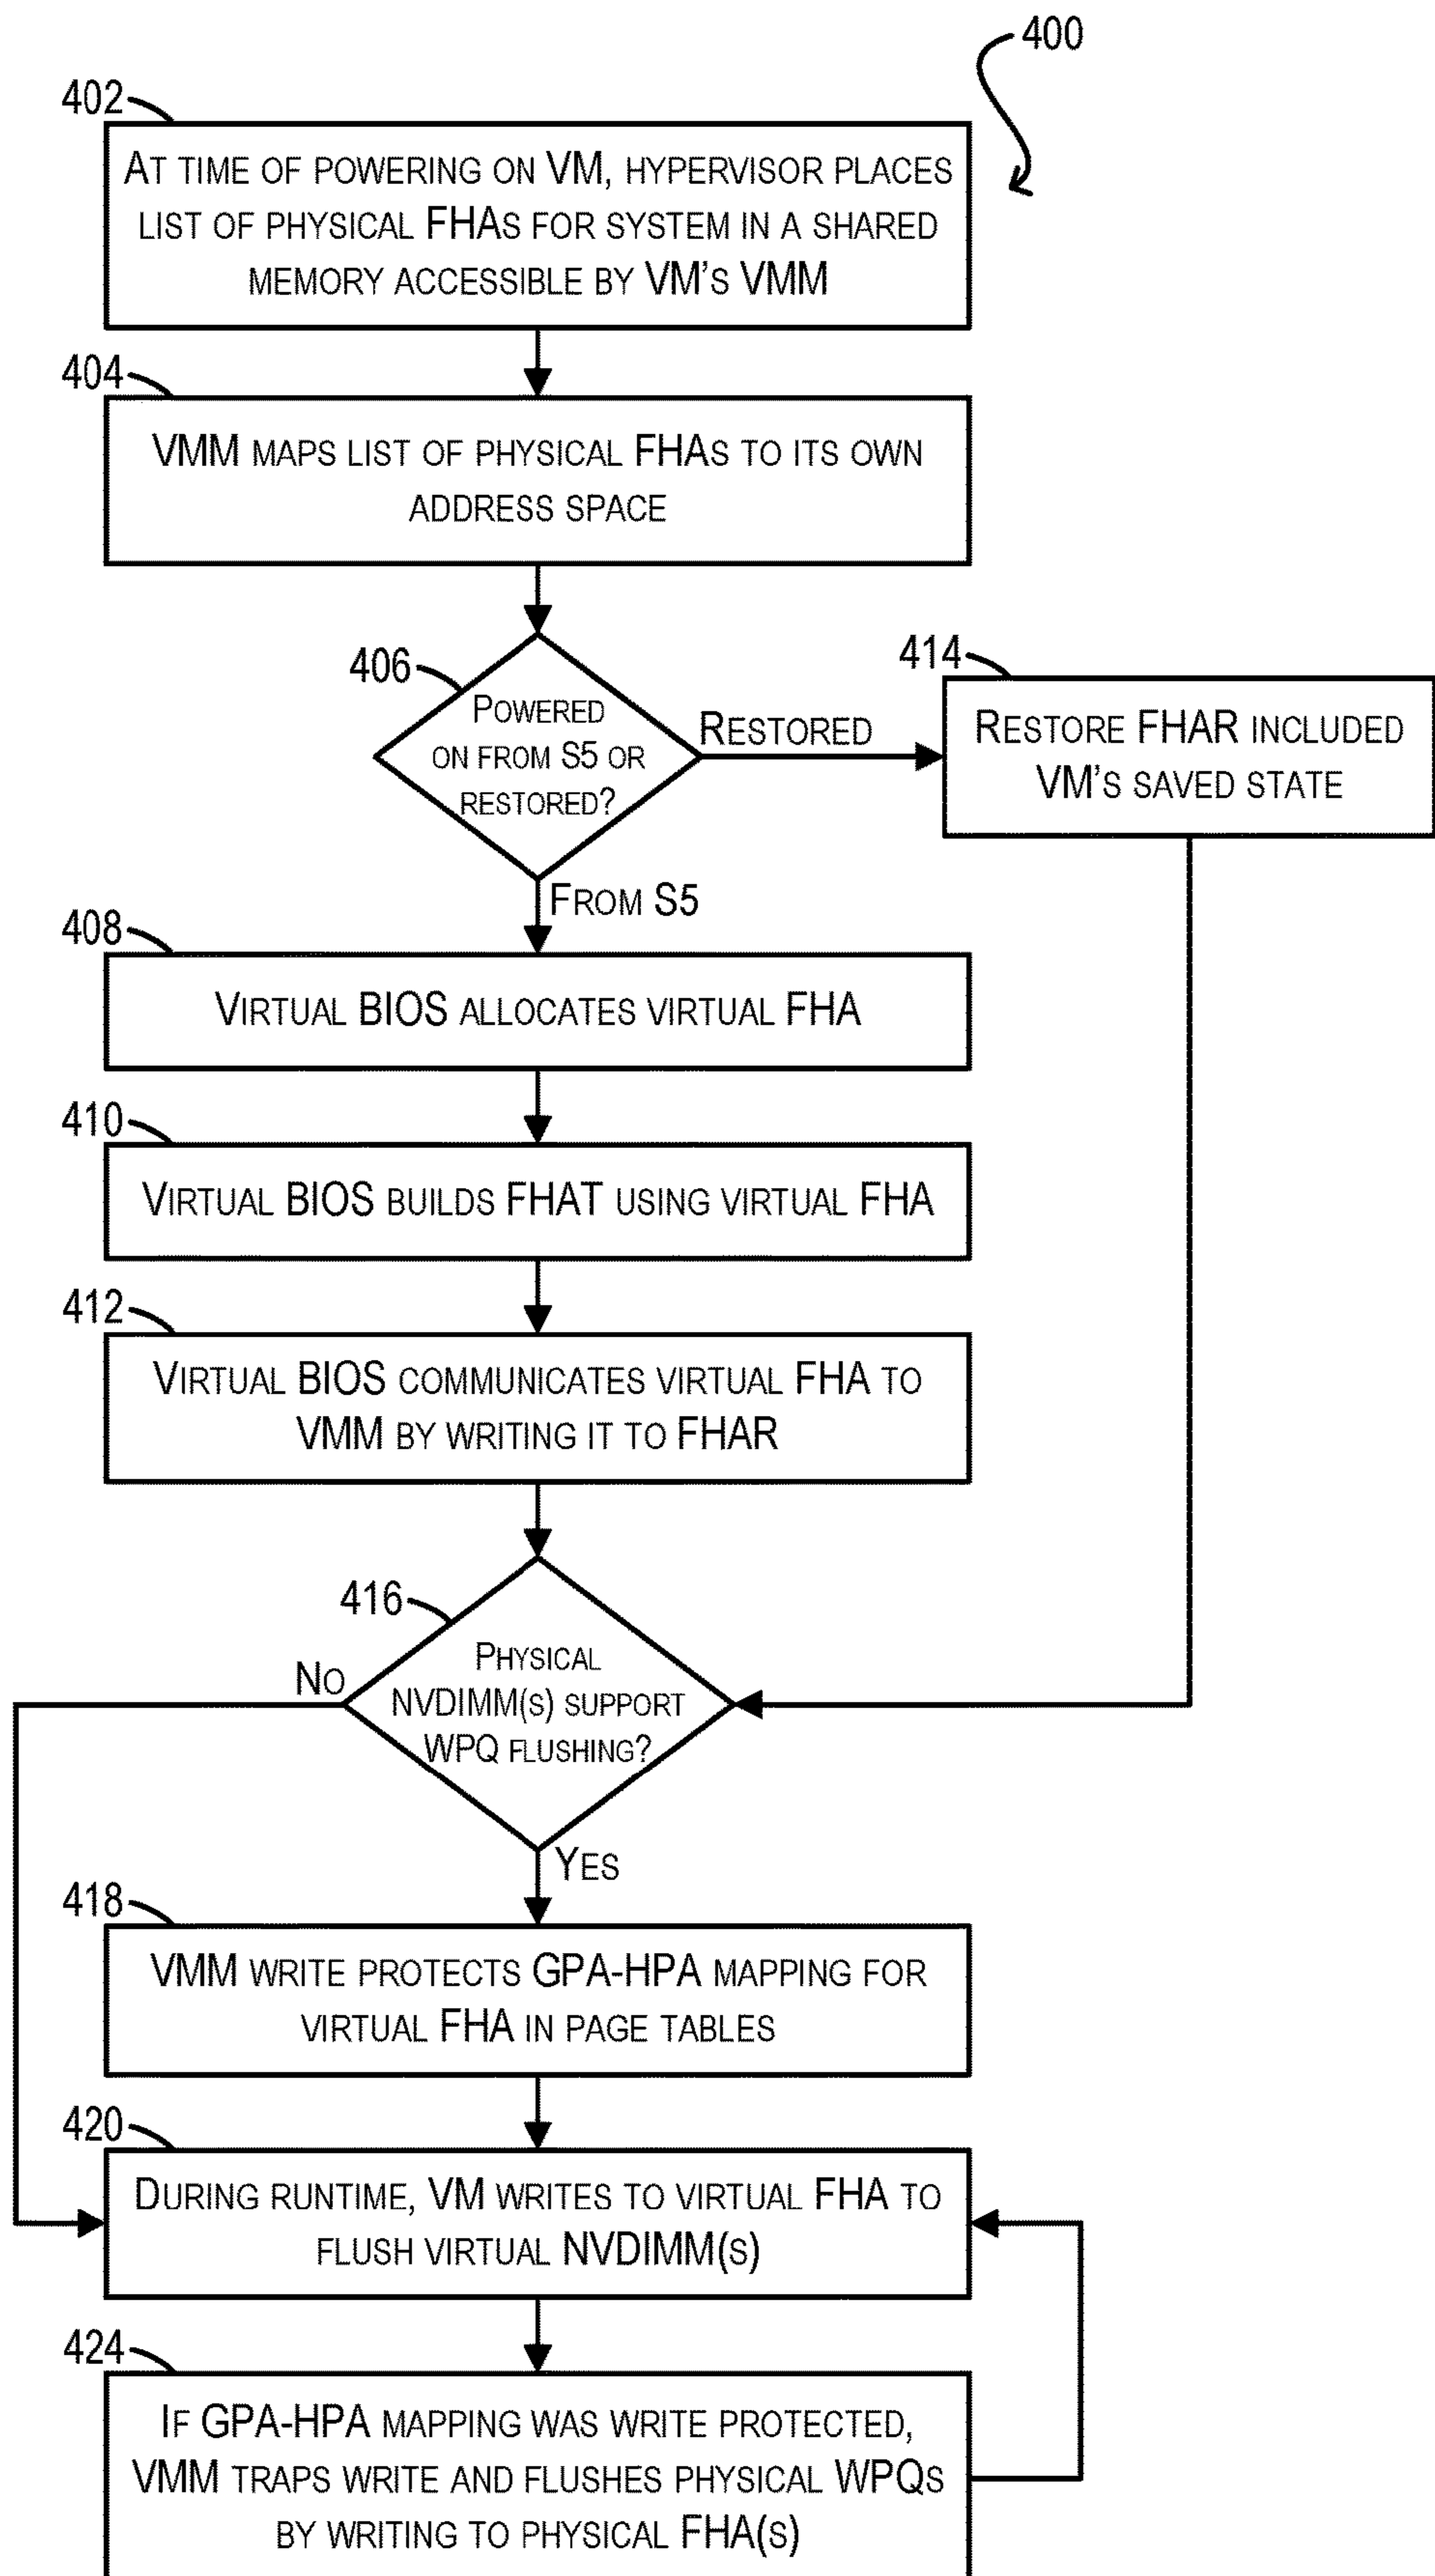 400
402
AT TIME OF POWERING ON VM, HYPERVISOR PLACES
LIST OF PHYSICAL FHAS FOR SYSTEM IN A SHARED
MEMORY ACCESSIBLE BY VM'S VMM
404
VMM MAPS LIST OF PHYSICAL FHAS TO ITS OWN
ADDRESS SPACE
406
POWERED
ON FROM S5 OR
RESTORED?
RESTORED
414
RESTORE FHAR INCLUDED
VM'S SAVED STATE
FROM S5
408
VIRTUAL BIOS ALLOCATES VIRTUAL FHA
410
VIRTUAL BIOS BUILDS FHAT USING VIRTUAL FHA
412
VIRTUAL BIOS COMMUNICATES VIRTUAL FHA TO
VMM BY WRITING IT TO FHAR
416
PHYSICAL
NVDIMM(S) SUPPORT
WPQ FLUSHING?
NO
YES
418
VMM WRITE PROTECTS GPA-HPA MAPPING FOR
VIRTUAL FHA IN PAGE TABLES
420
DURING RUNTIME, VM WRITES TO VIRTUAL FHA TO
FLUSH VIRTUAL NVDIMM(S)
424
IF GPA-HPA MAPPING WAS WRITE PROTECTED,
VMM TRAPS WRITE AND FLUSHES PHYSICAL WPQS
BY WRITING TO PHYSICAL FHA(S)